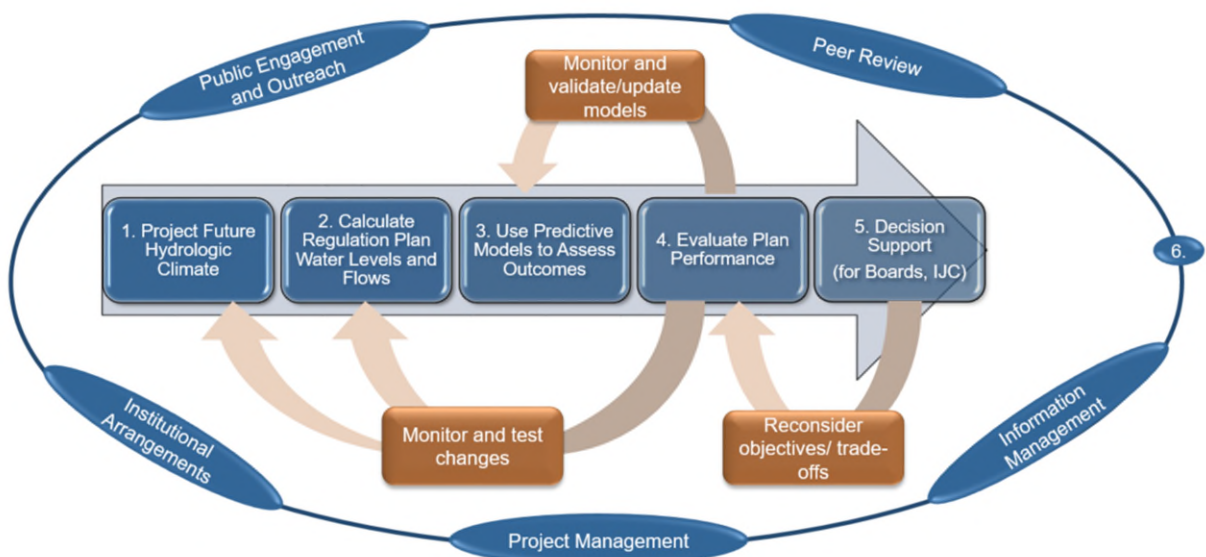 Public Engagement
and Outreach
Peer Review
Monitor and
validate/update
models
1. Project Future
Hydrologic
Climate
2. Calculate
Regulation Plan
Water Levels and
Flows
3. Use Predictive
Models to Assess
Outcomes
4. Evaluate Plan
Performance
5. Decision
Support
(for Boards, IJC)
6.
Institutional
Arrangements
Monitor and test
changes
Reconsider
objectives/ trade-
offs
Information
Management
Project Management